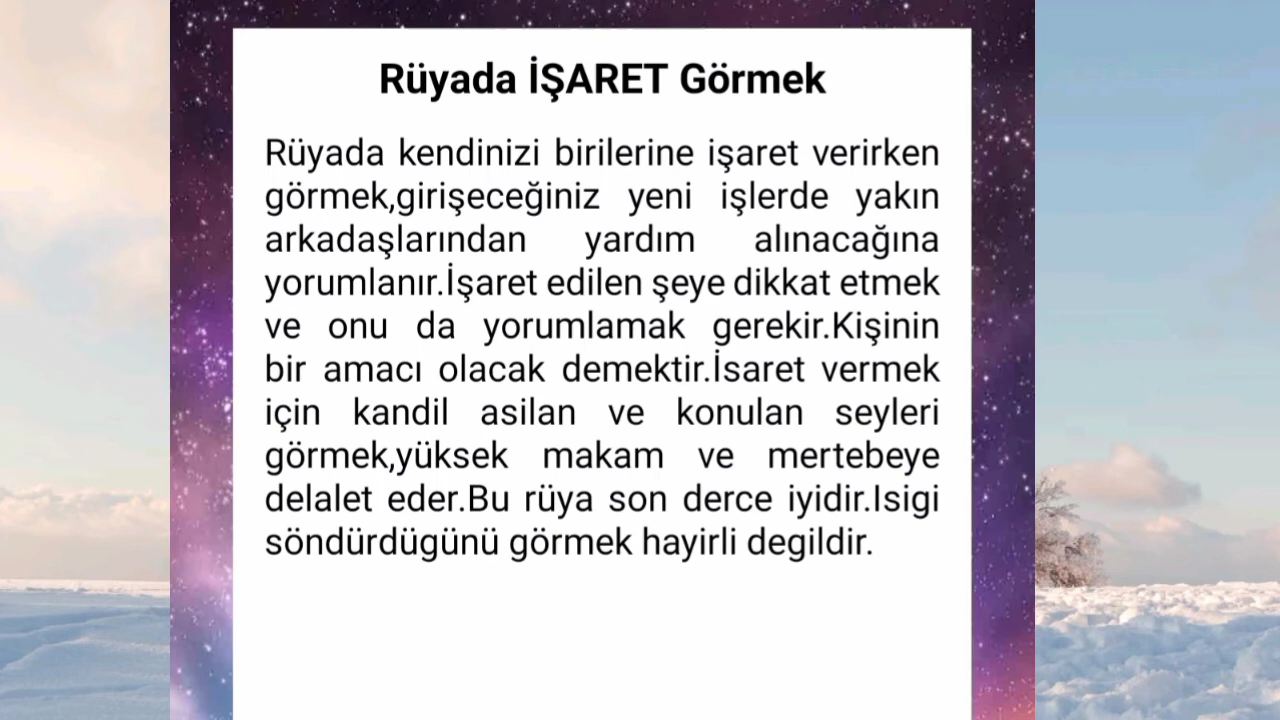 Rüyada İŞARET Görmek
Rüyada kendinizi birilerine işaret verirken
görmek,girişeceğiniz yeni işlerde yakın
arkadaşlarından yardım alınacağına
yorumlanır.İşaret edilen şeye dikkat etmek
ve onu da yorumlamak gerekir.Kişinin
bir amacı olacak demektir.İsaret vermek
için kandil asilan ve konulan seyleri
görmek,yüksek makam ve mertebeye
delalet eder.Bu rüya son derce iyidir.Isigi
söndürdügünü görmek hayirli degildir.